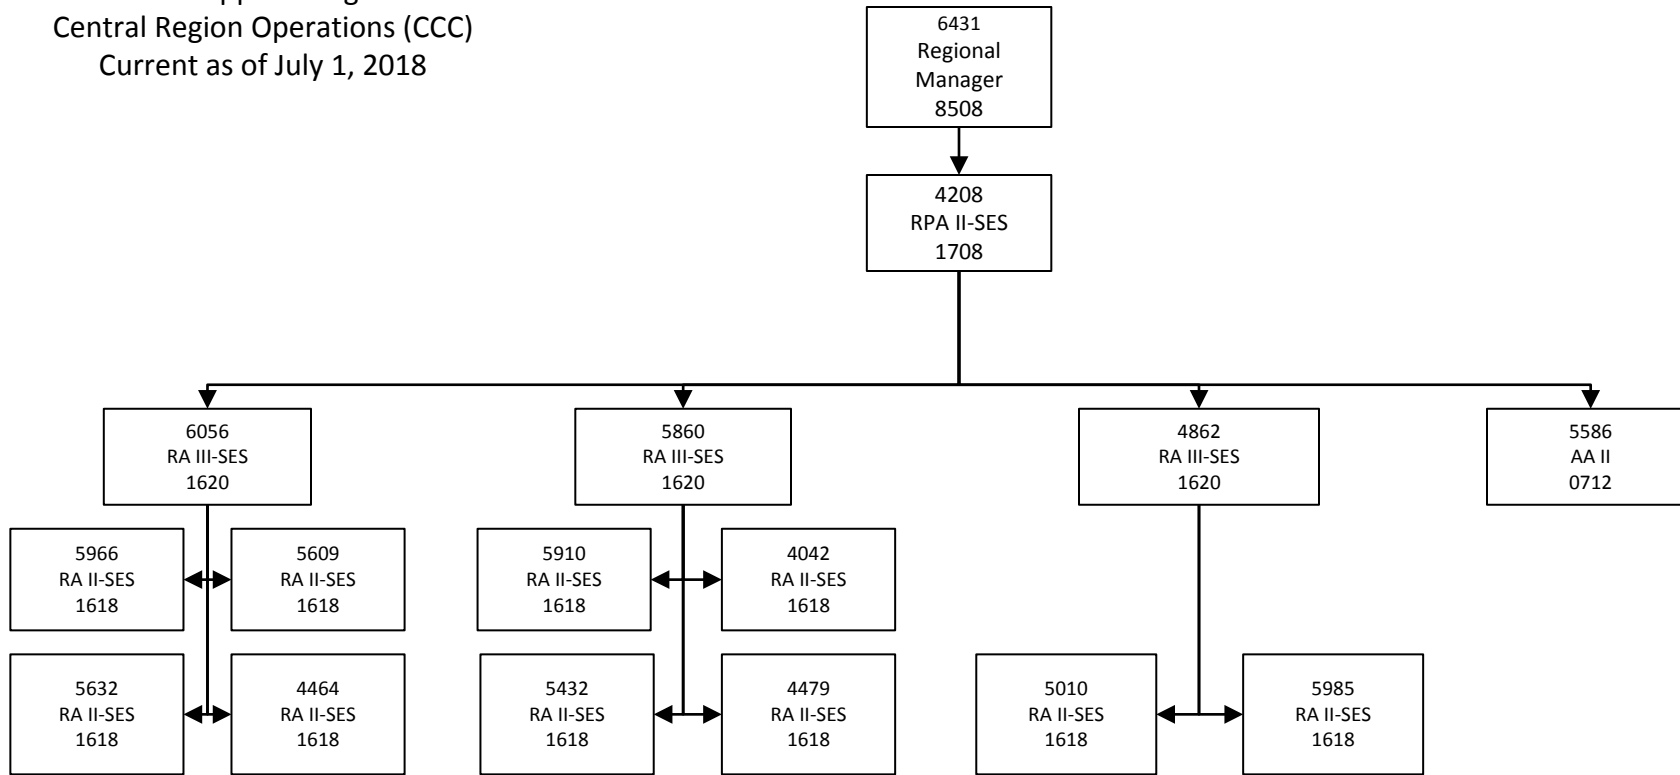 Central Region Operations (CCC)
Current as of July 1, 2018
6431
Regional
Manager
8508
4208
RPA II-SES
1708
6056
RA III-SES
1620
5860
RA III-SES
1620
4862
RA III-SES
1620
5586
AA II
0712
5966
RA II-SES
1618
5609
RA II-SES
1618
5910
RA II-SES
1618
4042
RA II-SES
1618
5632
RA II-SES
1618
4464
RA II-SES
1618
5432
RA II-SES
1618
4479
RA II-SES
1618
5010
RA II-SES
1618
5985
RA II-SES
1618